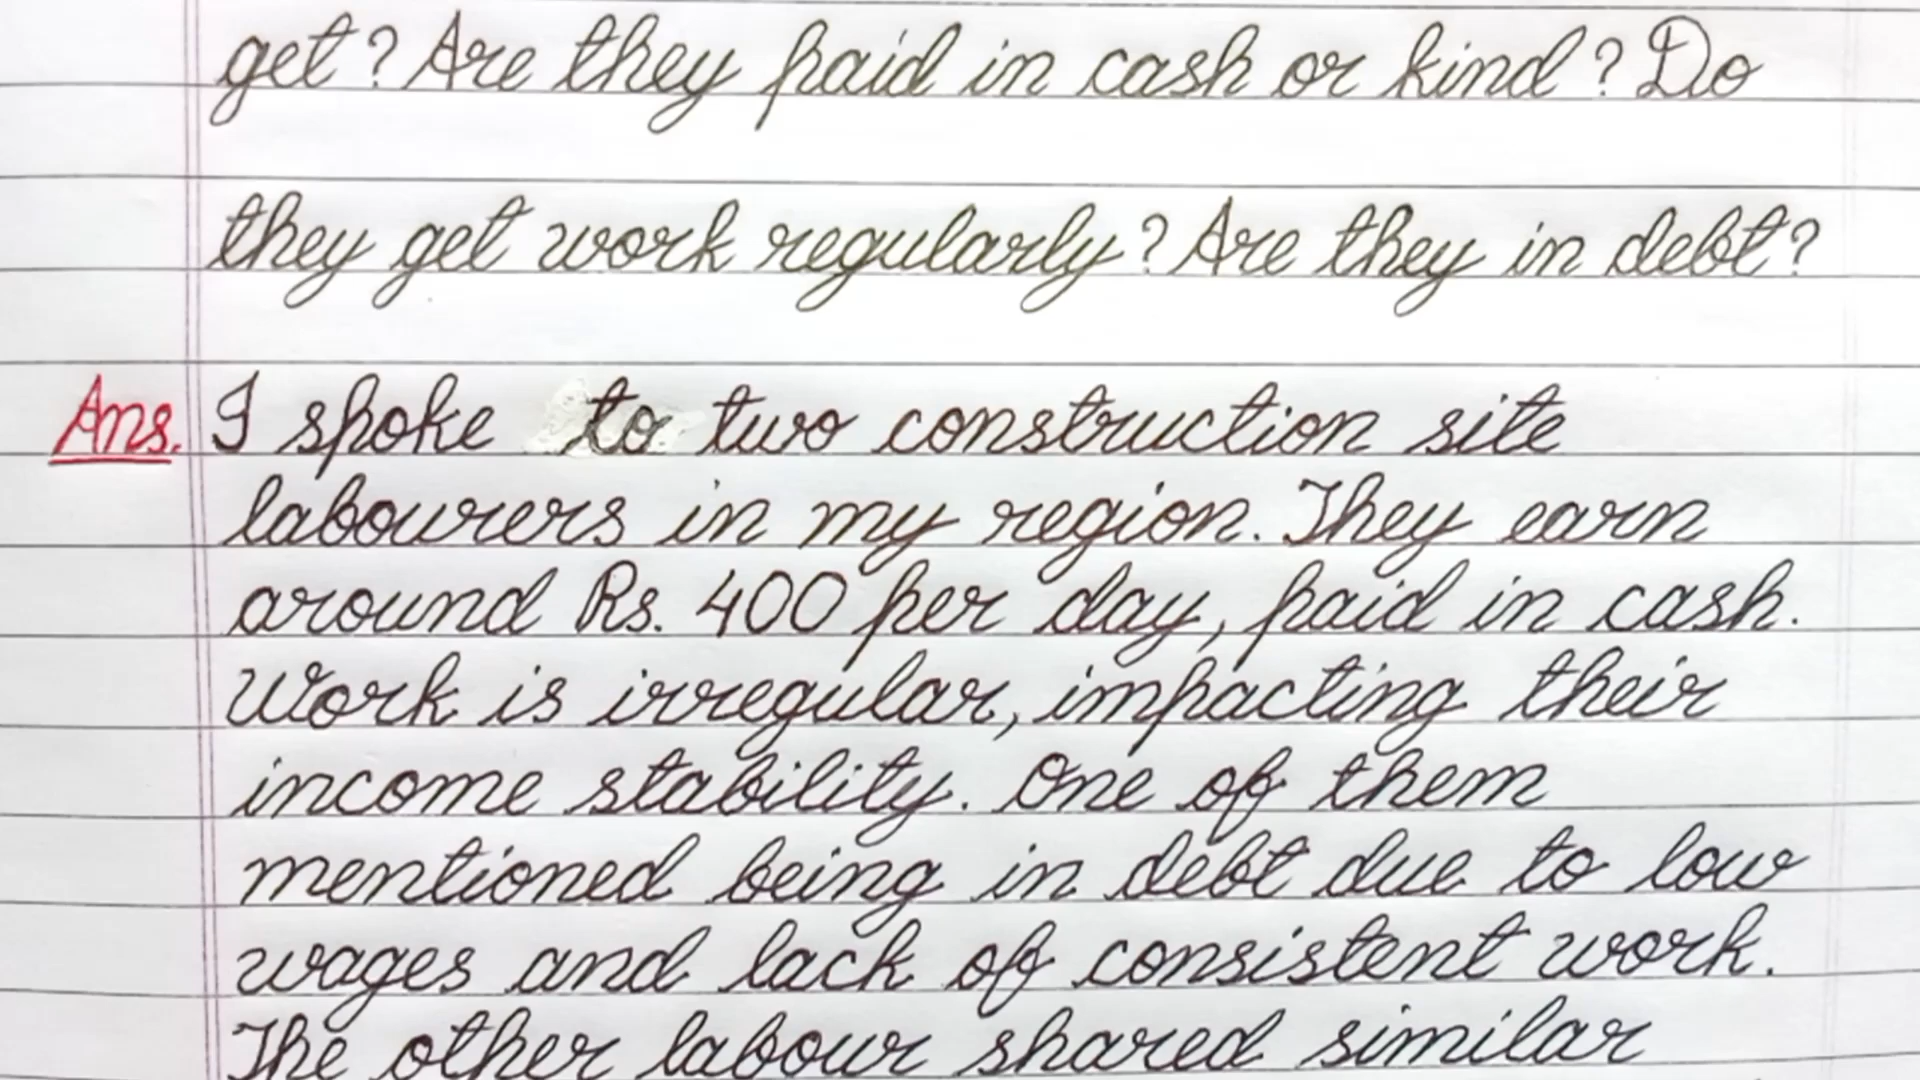 get? Are they paid in cash or kind? Do
they get work regularly? Are they in debt?
Ans. I spoke to two construction site
labourers in my region. They earn
around Rs. 400 per day, paid in cash.
Work is irregular, impacting their
income stability. One of them
mentioned being in debt due to low
wages and lack of consistent work.
The other labour shared similar